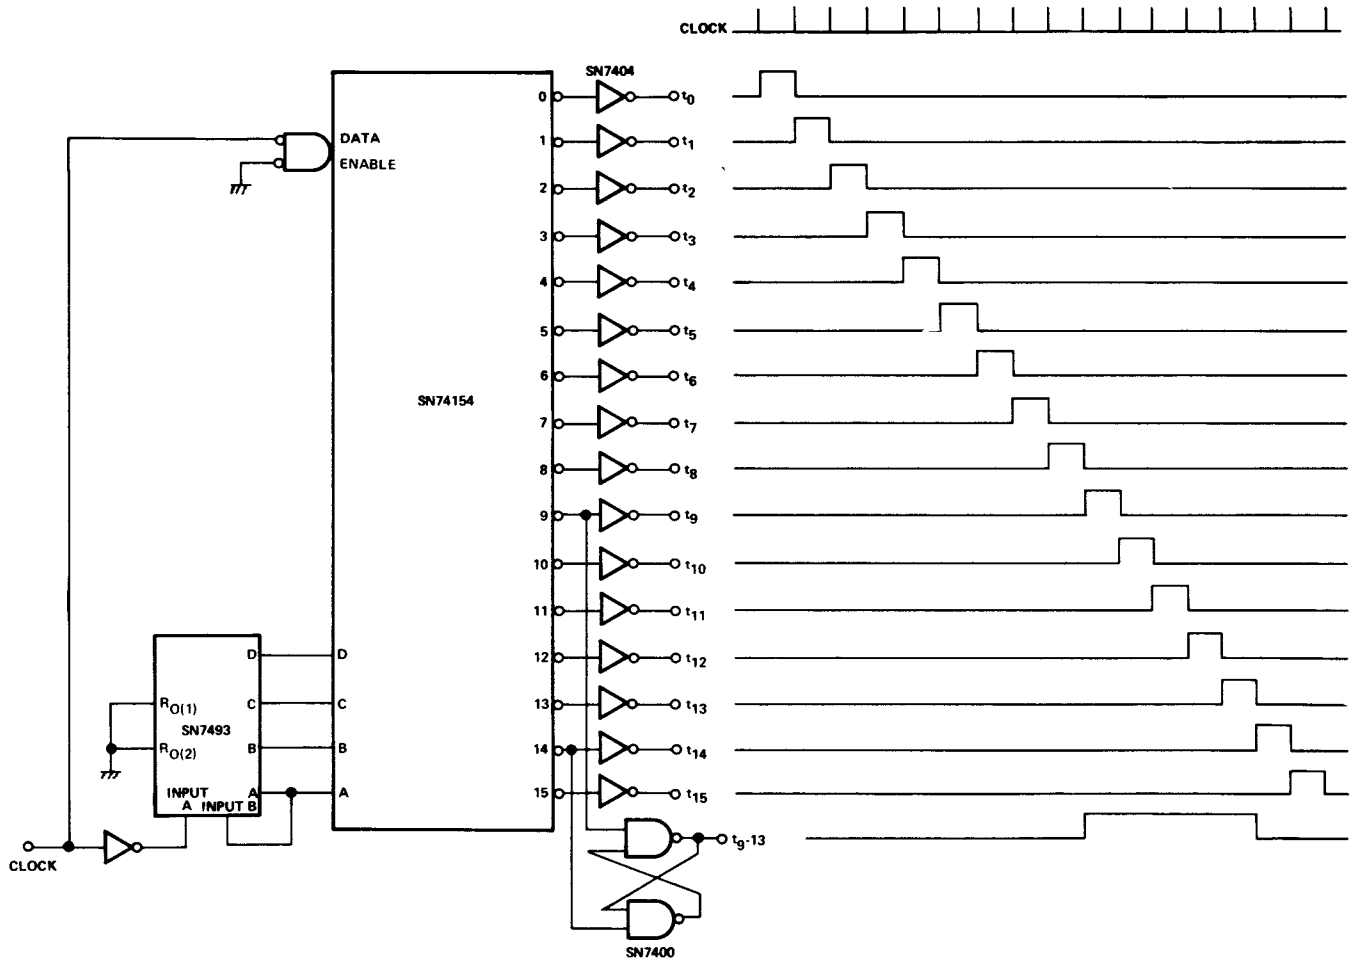 CLOCK
SN7404
0 t0
DATA
1 t1
ENABLE
2 t2
3 t3
4 t4
5 t5
6 t6
SN74154
7 t7
8 t8
9 t9
10 t10
11 t11
D D 12 t12
RO(1) C C 13 t13
SN7493
RO(2) B B 14 t14
INPUT A A 15 t15
A INPUT B
t9-13
CLOCK
SN7400